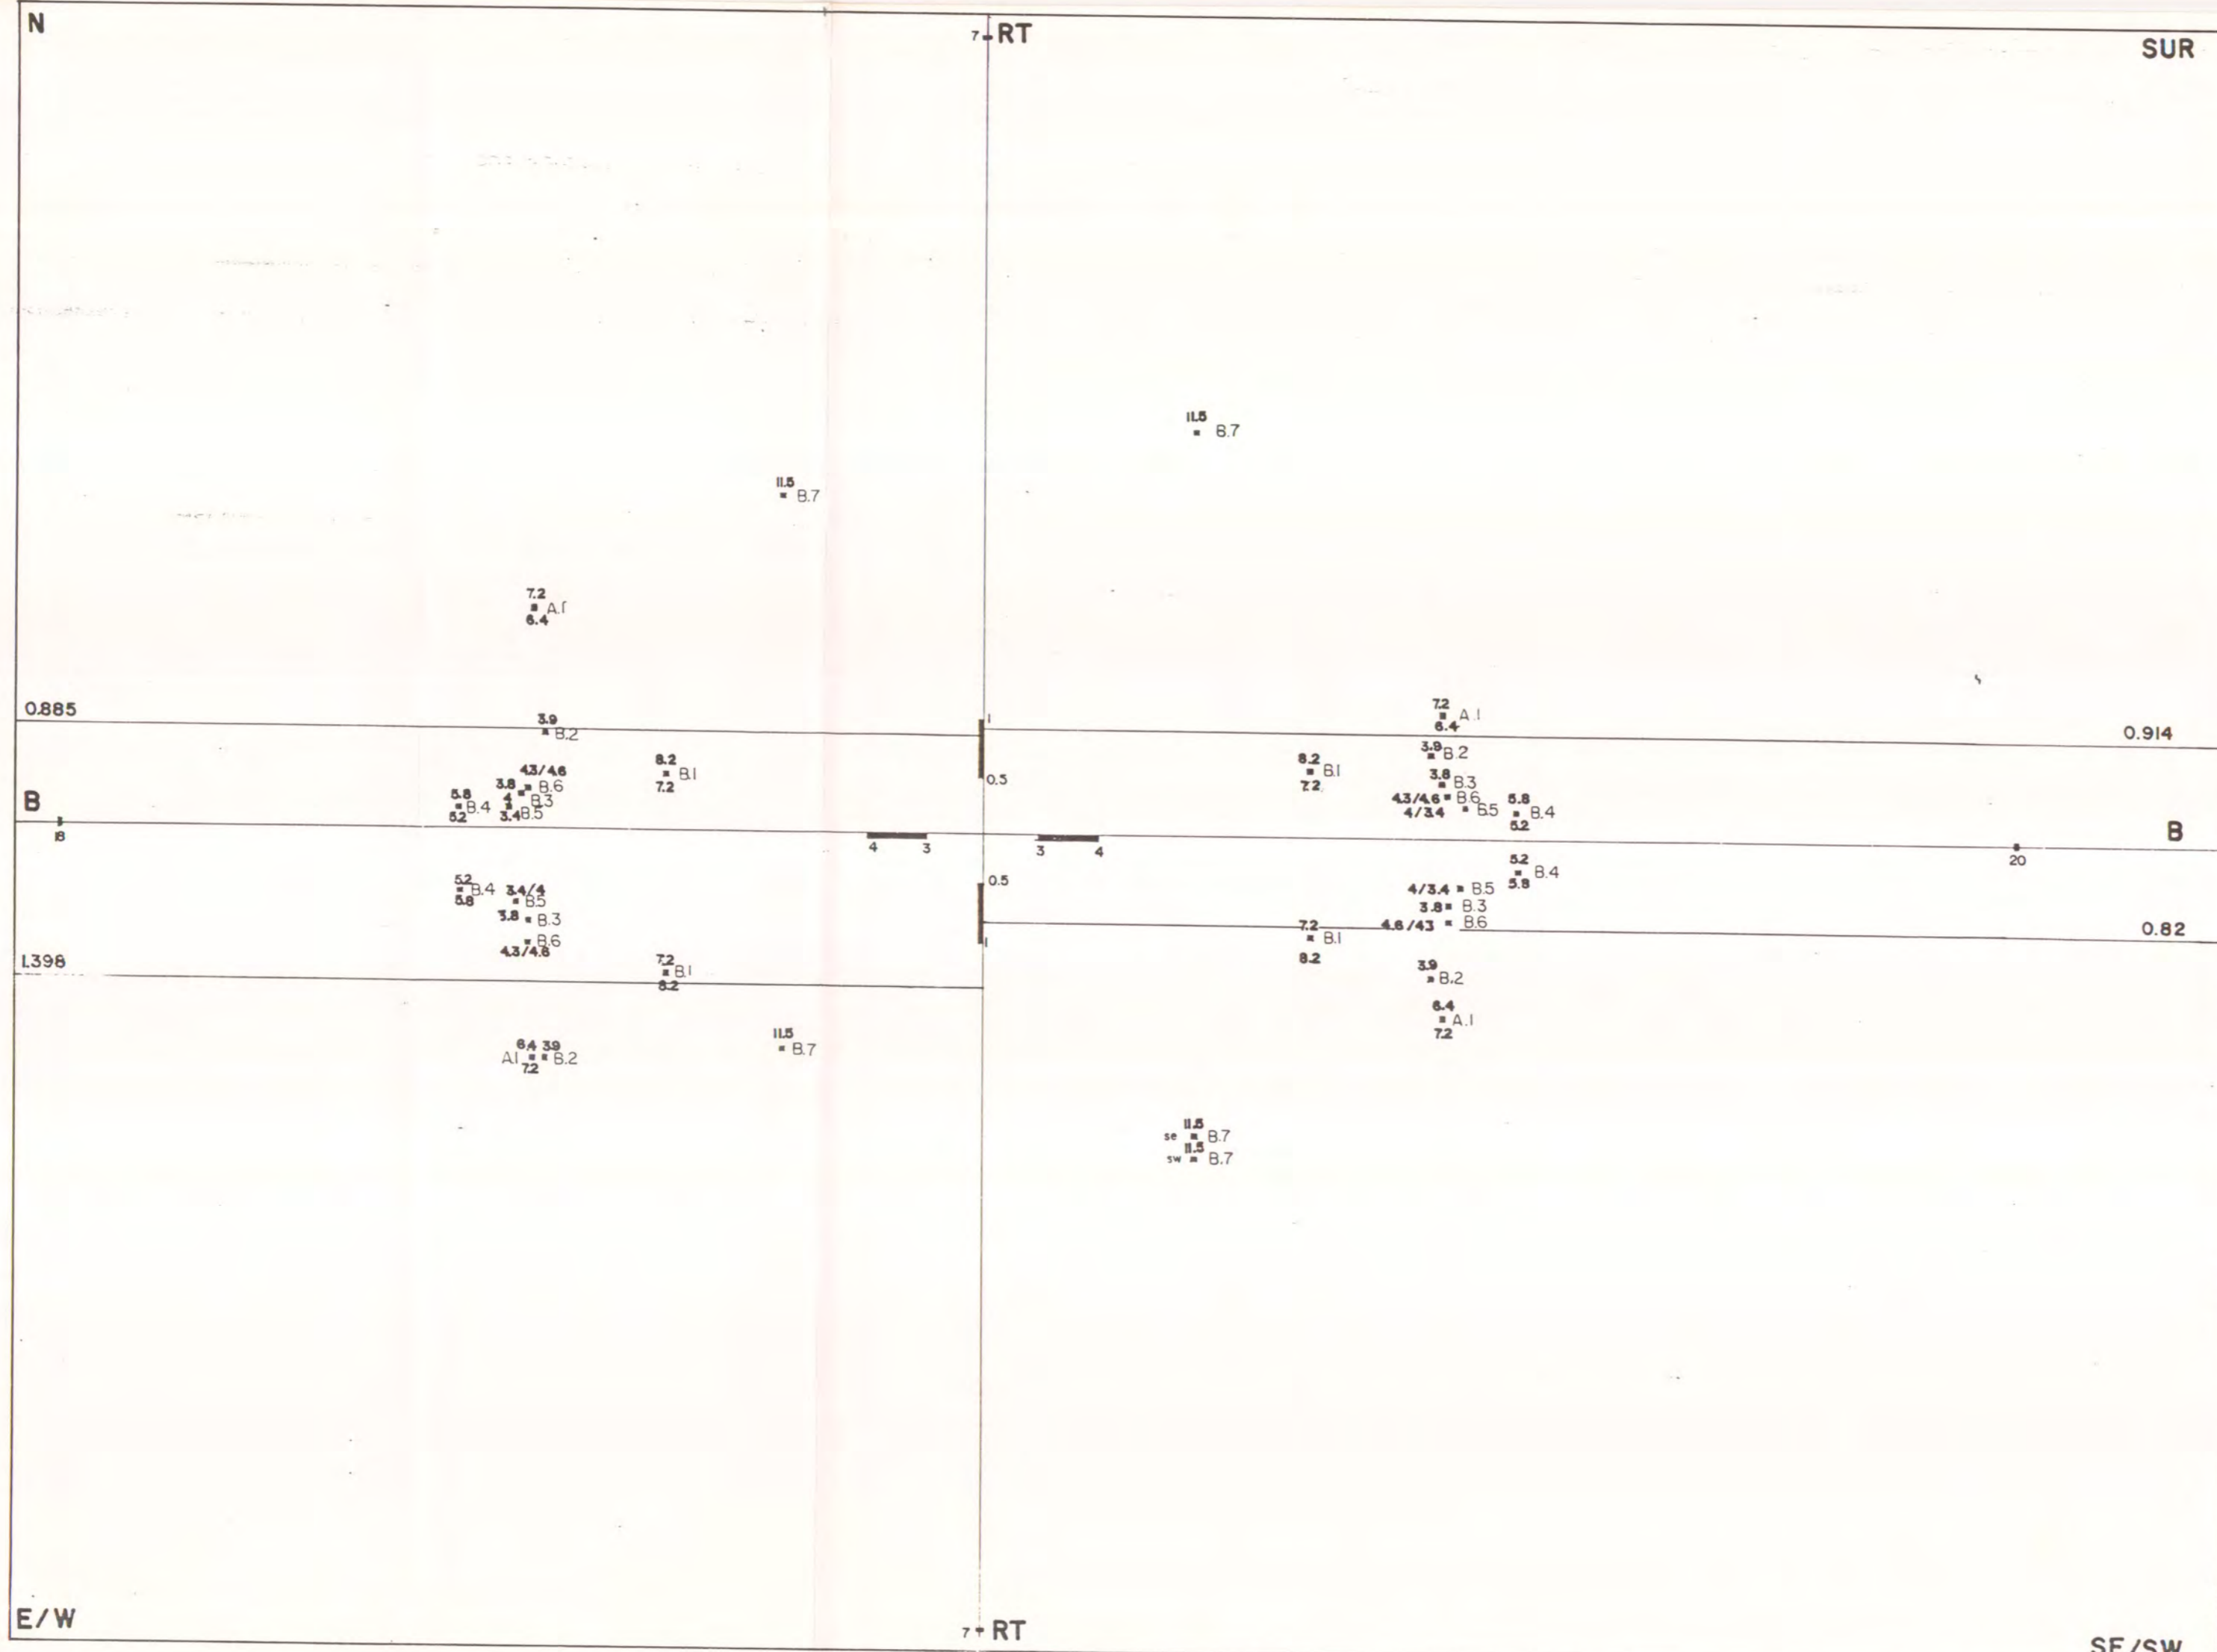 N
7 RT
SUR
11.5
B.7
11.5
B.7
7.2
A.1
6.4
7.2
A.1
6.4
0.885
3.9
B.2
1
0.914
3.9
B.2
8.2
B.1
7.2
0.5
8.2
B.1
7.2
4.3/4.6
3.8 B.6
B.3
5.8
B.4
5.2
4
3.4 B.5
3.8
B.3
4.3/4.6 B.6
4/3.4 B.5
5.8
B.4
5.2
B
B
18
4 3
3 4
20
5.2
B.4
5.8
3.4/4
B.5
3.8 B.3
B.6
4.3/4.6
0.5
5.2
B.4
5.8
4/3.4 B.5
3.8 B.3
4.6/4.3 B.6
7.2
B.1
8.2
1
0.82
1.398
7.2
B.1
8.2
3.9
B.2
6.4
A.1
7.2
6.4 3.9
A.1 B.2
7.2
11.5
B.7
11.5
se B.7
11.5
sw B.7
E/W
7 RT
SE/SW